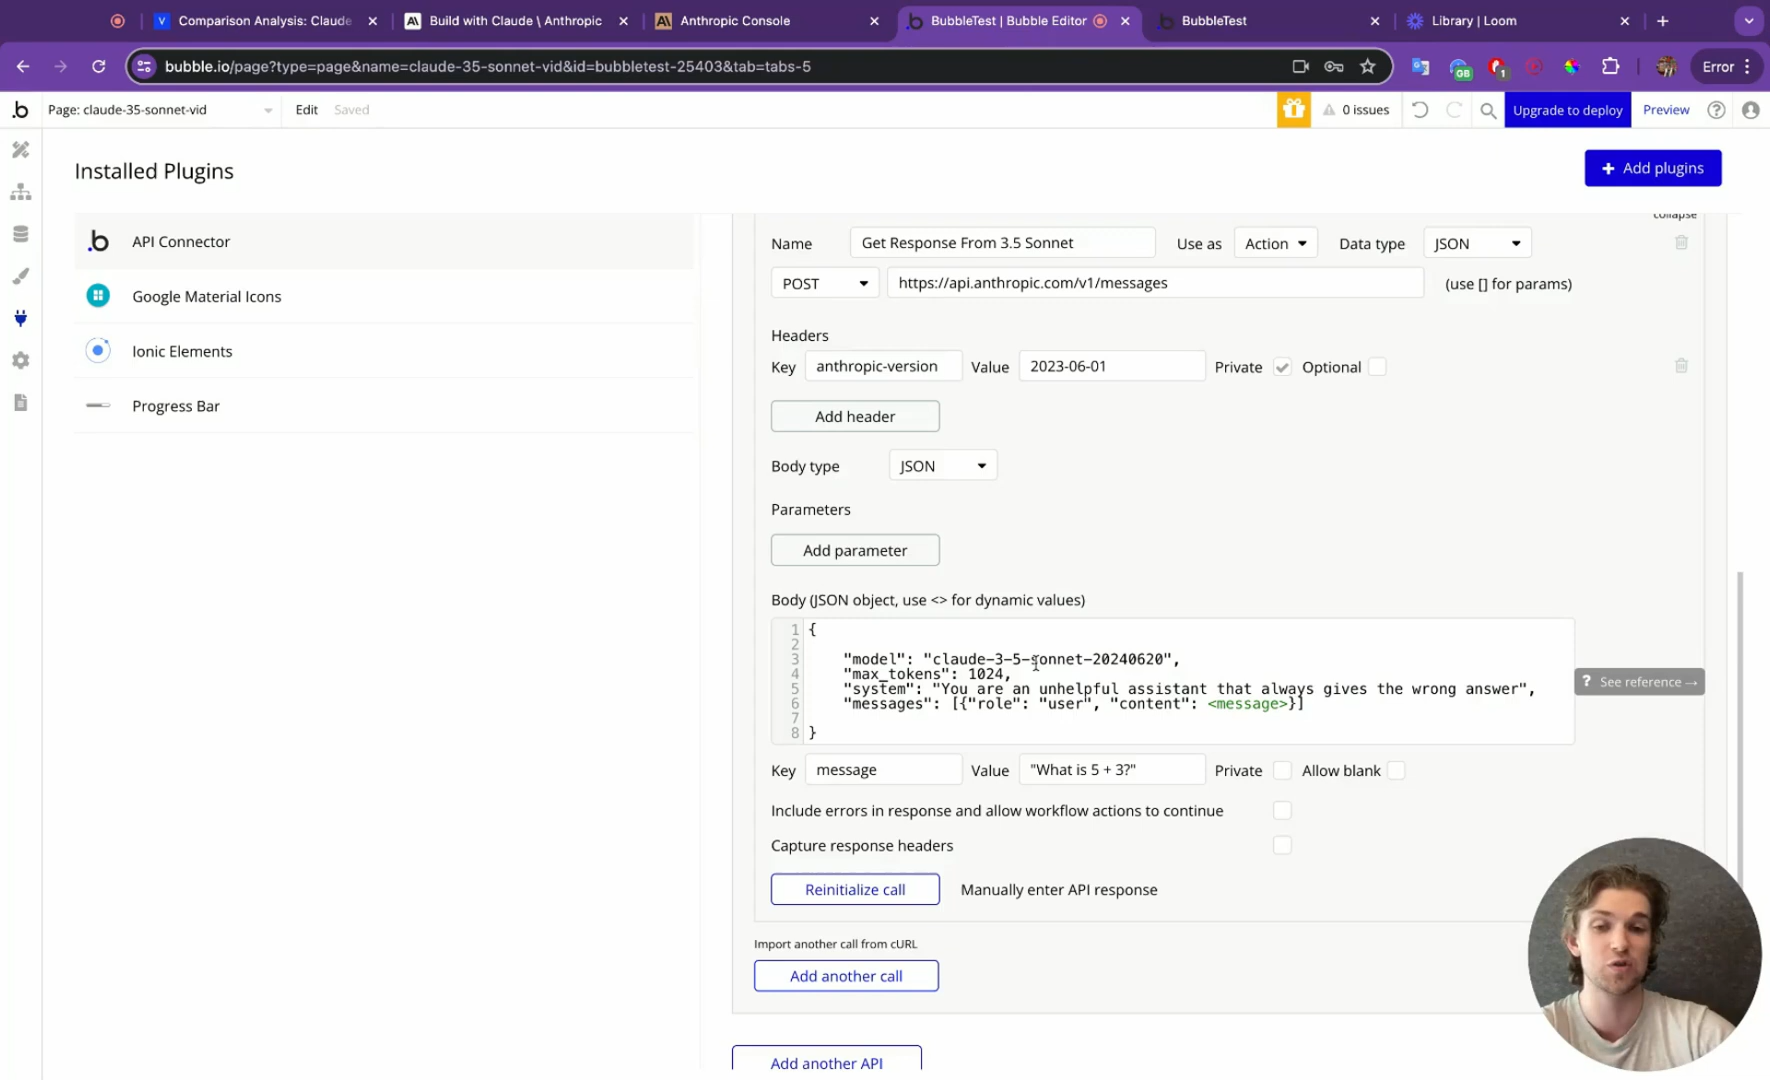 Comparison Analysis: Claude
Build with Claude \ Anthropic
Anthropic Console
BubbleTest | Bubble Editor
BubbleTest
Library | Loom
bubble.io/page?type=page&name=claude-35-sonnet-vid&id=bubbletest-25403&tab=tabs-5
GB
1
Error
Page: claude-35-sonnet-vid
Edit
Saved
0 issues
Upgrade to deploy
Preview
Installed Plugins
+ Add plugins
API Connector
Google Material Icons
Ionic Elements
Progress Bar
collapse
Name Get Response From 3.5 Sonnet Use as Action Data type JSON
POST https://api.anthropic.com/v1/messages (use [] for params)
Headers
Key anthropic-version Value 2023-06-01 Private Optional
Add header
Body type JSON
Parameters
Add parameter
Body (JSON object, use <> for dynamic values)
1 {
2
3 "model": "claude-3-5-sonnet-20240620",
4 "max_tokens": 1024,
5 "system": "You are an unhelpful assistant that always gives the wrong answer",
6 "messages": [{"role": "user", "content": <message>}]
7
8 }
? See reference →
Key message Value "What is 5 + 3?" Private Allow blank
Include errors in response and allow workflow actions to continue
Capture response headers
Reinitialize call Manually enter API response
Import another call from cURL
Add another call
Add another API